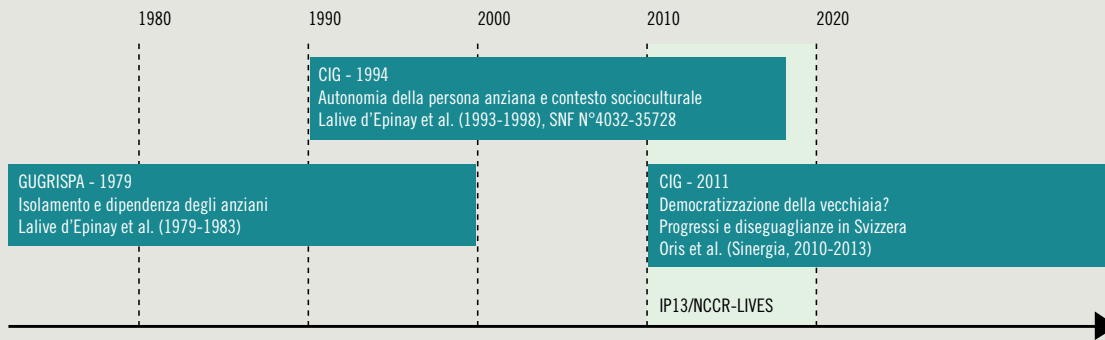 1980 1990 2000 2010 2020
CIG - 1994
Autonomia della persona anziana e contesto socioculturale
Lalive d’Epinay et al. (1993-1998), SNF N°4032-35728
GUGRISPA - 1979
Isolamento e dipendenza degli anziani
Lalive d’Epinay et al. (1979-1983)
CIG - 2011
Democratizzazione della vecchiaia?
Progressi e diseguaglianze in Svizzera
Oris et al. (Sinergia, 2010-2013)
IP13/NCCR-LIVES